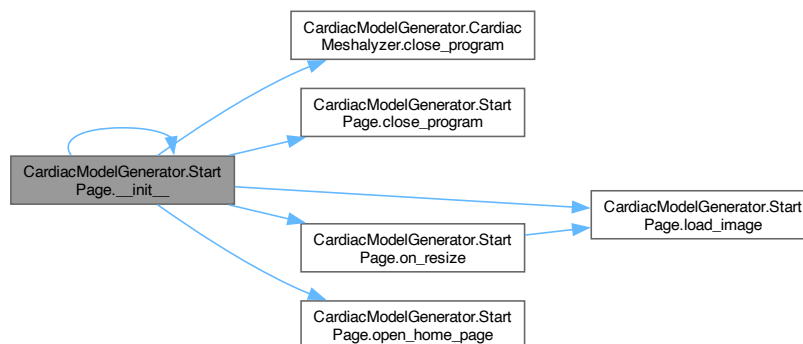 CardiacModelGenerator.Cardiac
Meshalyzer.close_program
CardiacModelGenerator.Start
Page.close_program
CardiacModelGenerator.Start
Page.__init__
CardiacModelGenerator.Start
Page.load_image
CardiacModelGenerator.Start
Page.on_resize
CardiacModelGenerator.Start
Page.open_home_page